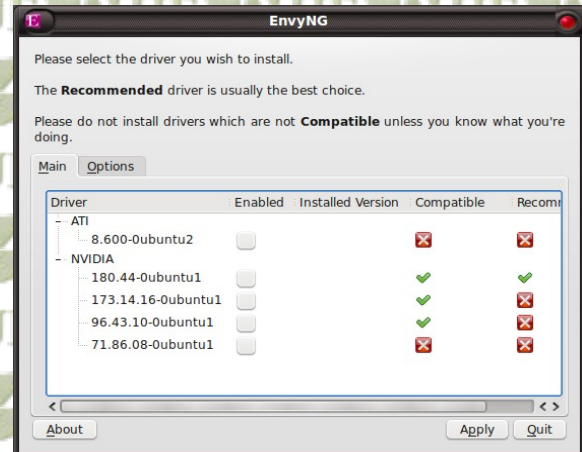 EnvyNG
Please select the driver you wish to install.
The Recommended driver is usually the best choice.
Please do not install drivers which are not Compatible unless you know what you're
doing.
Main Options
Driver Enabled Installed Version Compatible Recomm
ATI
8.600-0ubuntu2
NVIDIA
180.44-0ubuntu1
173.14.16-0ubuntu1
96.43.10-0ubuntu1
71.86.08-0ubuntu1
About Apply Quit